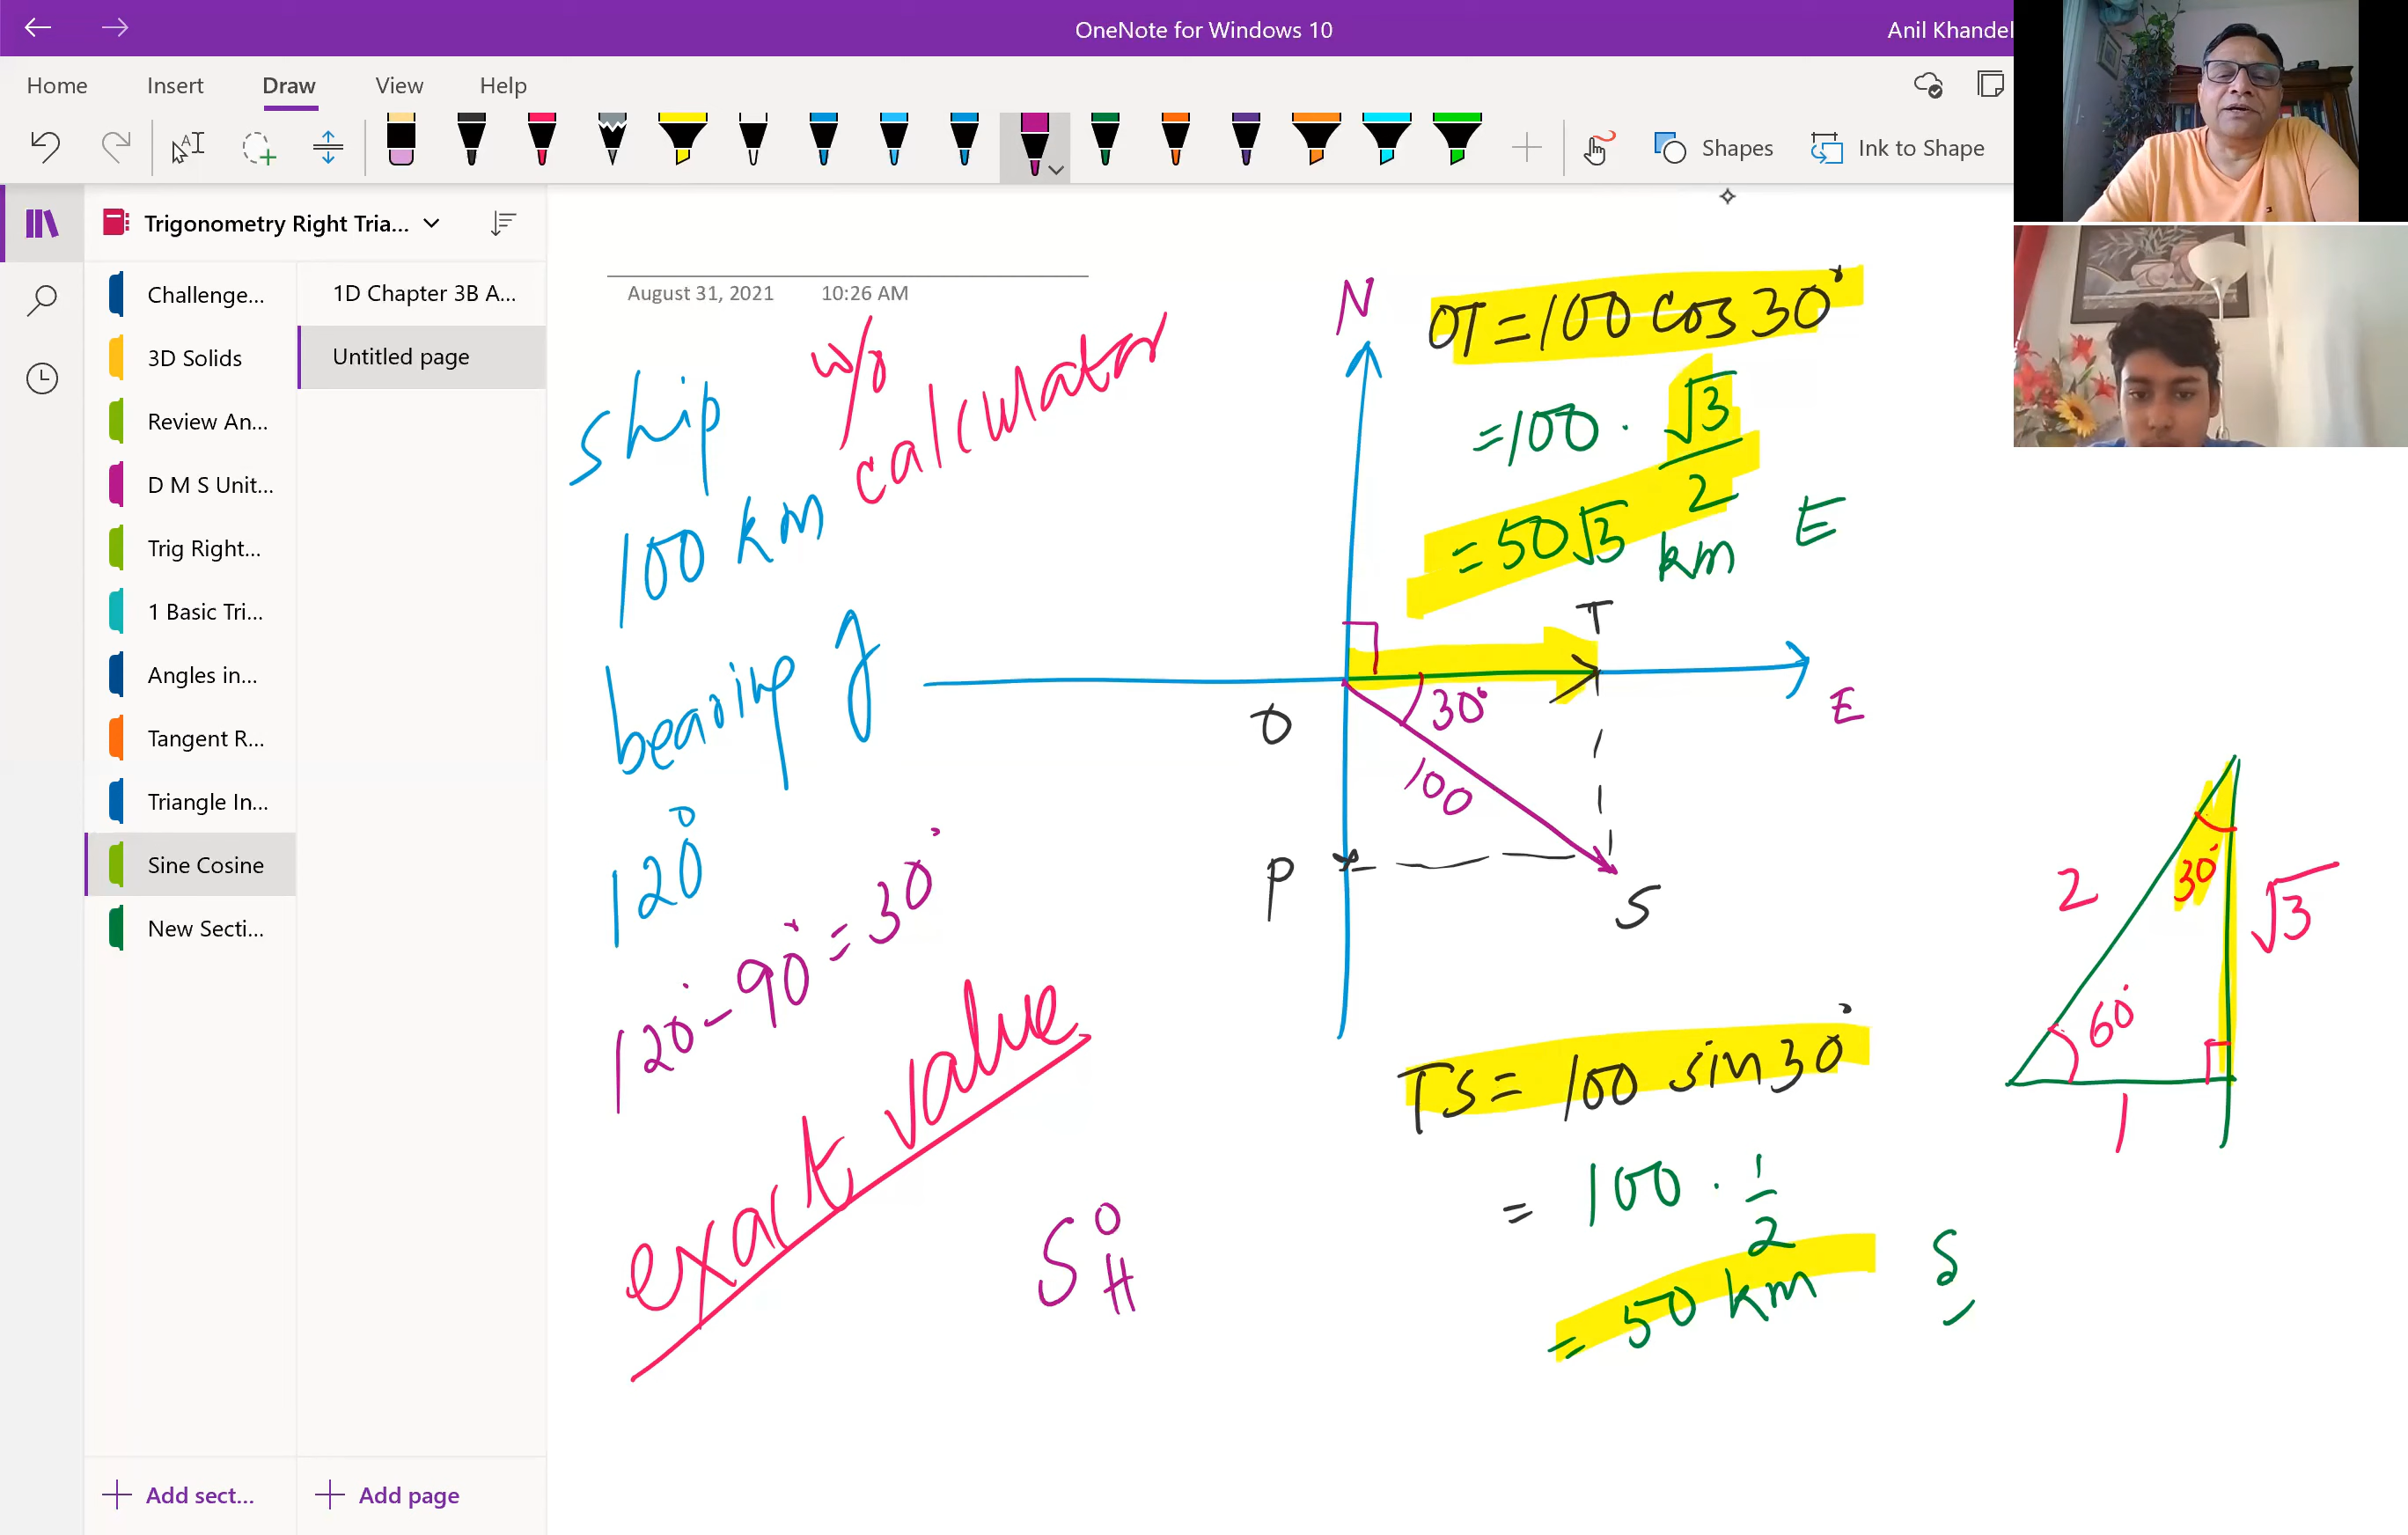 OneNote for Windows 10
Anil Khandel
Home Insert Draw View Help
Shapes
Ink to Shape
Trigonometry Right Tria...
Challenge...
3D Solids
Review An...
D M S Unit...
Trig Right...
1 Basic Tri...
Angles in...
Tangent R...
Triangle In...
Sine Cosine
New Secti...
Add sect...
1D Chapter 3B A...
Untitled page
Add page
August 31, 2021 10:26 AM
ship
w/o
calculator
100 km
bearing of
120°
120° - 90° = 30°
exact value
S O
H
N
E
O
T
30°
100
P
S
OT = 100 cos 30°
= 100 · √3/2
= 50√3 km E
TS = 100 sin 30°
= 100 · 1/2
= 50 km S
2
30°
√3
60°
1